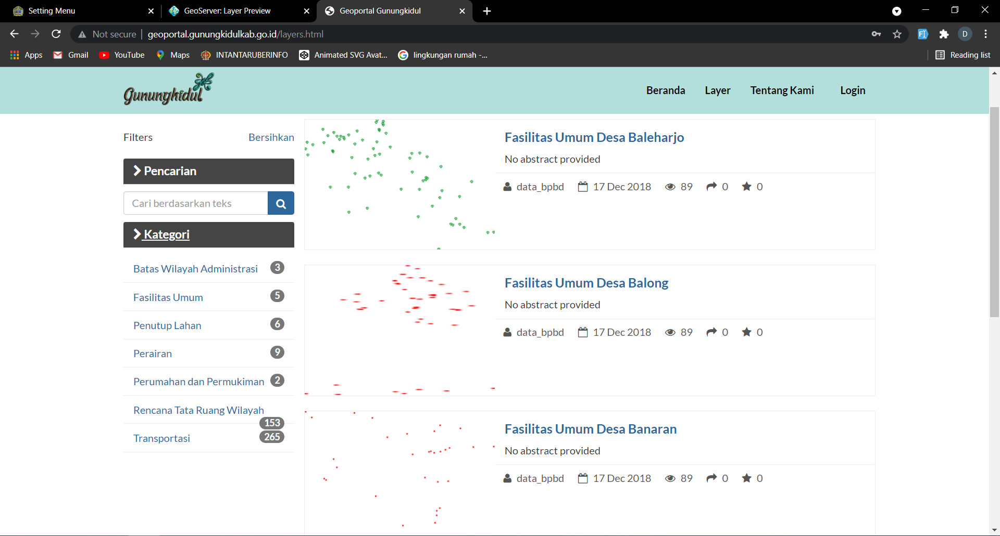 Setting Menu
GeoServer: Layer Preview
Geoportal Gunungkidul
Not secure
geoportal.gunungkidulkab.go.id/layers.html
D
Apps
Gmail
YouTube
Maps
INTANTARUBERINFO
Animated SVG Avat...
lingkungan rumah -...
Reading list
Gunungkidul
Beranda
Layer
Tentang Kami
Login
Filters
Bersihkan
Pencarian
Cari berdasarkan teks
Kategori
Batas Wilayah Administrasi 3
Fasilitas Umum 5
Penutup Lahan 6
Perairan 9
Perumahan dan Permukiman 2
Rencana Tata Ruang Wilayah
153
Transportasi 265
Fasilitas Umum Desa Baleharjo
No abstract provided
data_bpbd 17 Dec 2018 89 0 0
Fasilitas Umum Desa Balong
No abstract provided
data_bpbd 17 Dec 2018 89 0 0
Fasilitas Umum Desa Banaran
No abstract provided
data_bpbd 17 Dec 2018 89 0 0